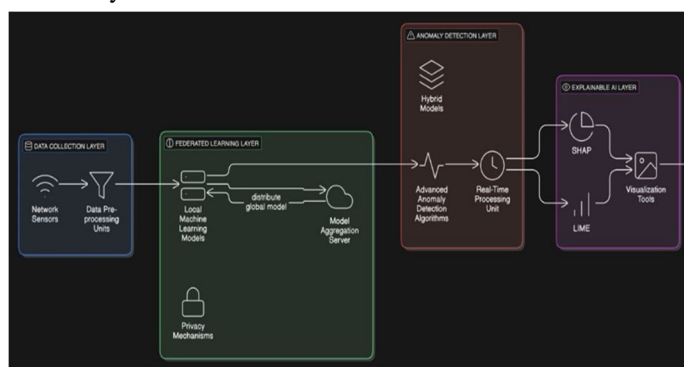 ANOMALY DETECTION LAYER
Hybrid
Models
EXPLAINABLE AI LAYER
DATA COLLECTION LAYER
FEDERATED LEARNING LAYER
SHAP
distribute
global model
Network
Sensors
Data Pre-
processing
Units
Local
Machine
Learning
Models
Model
Aggregation
Server
Advanced
Anomaly
Detection
Algorithms
Real-Time
Processing
Unit
Visualization
Tools
LIME
Privacy
Mechanisms